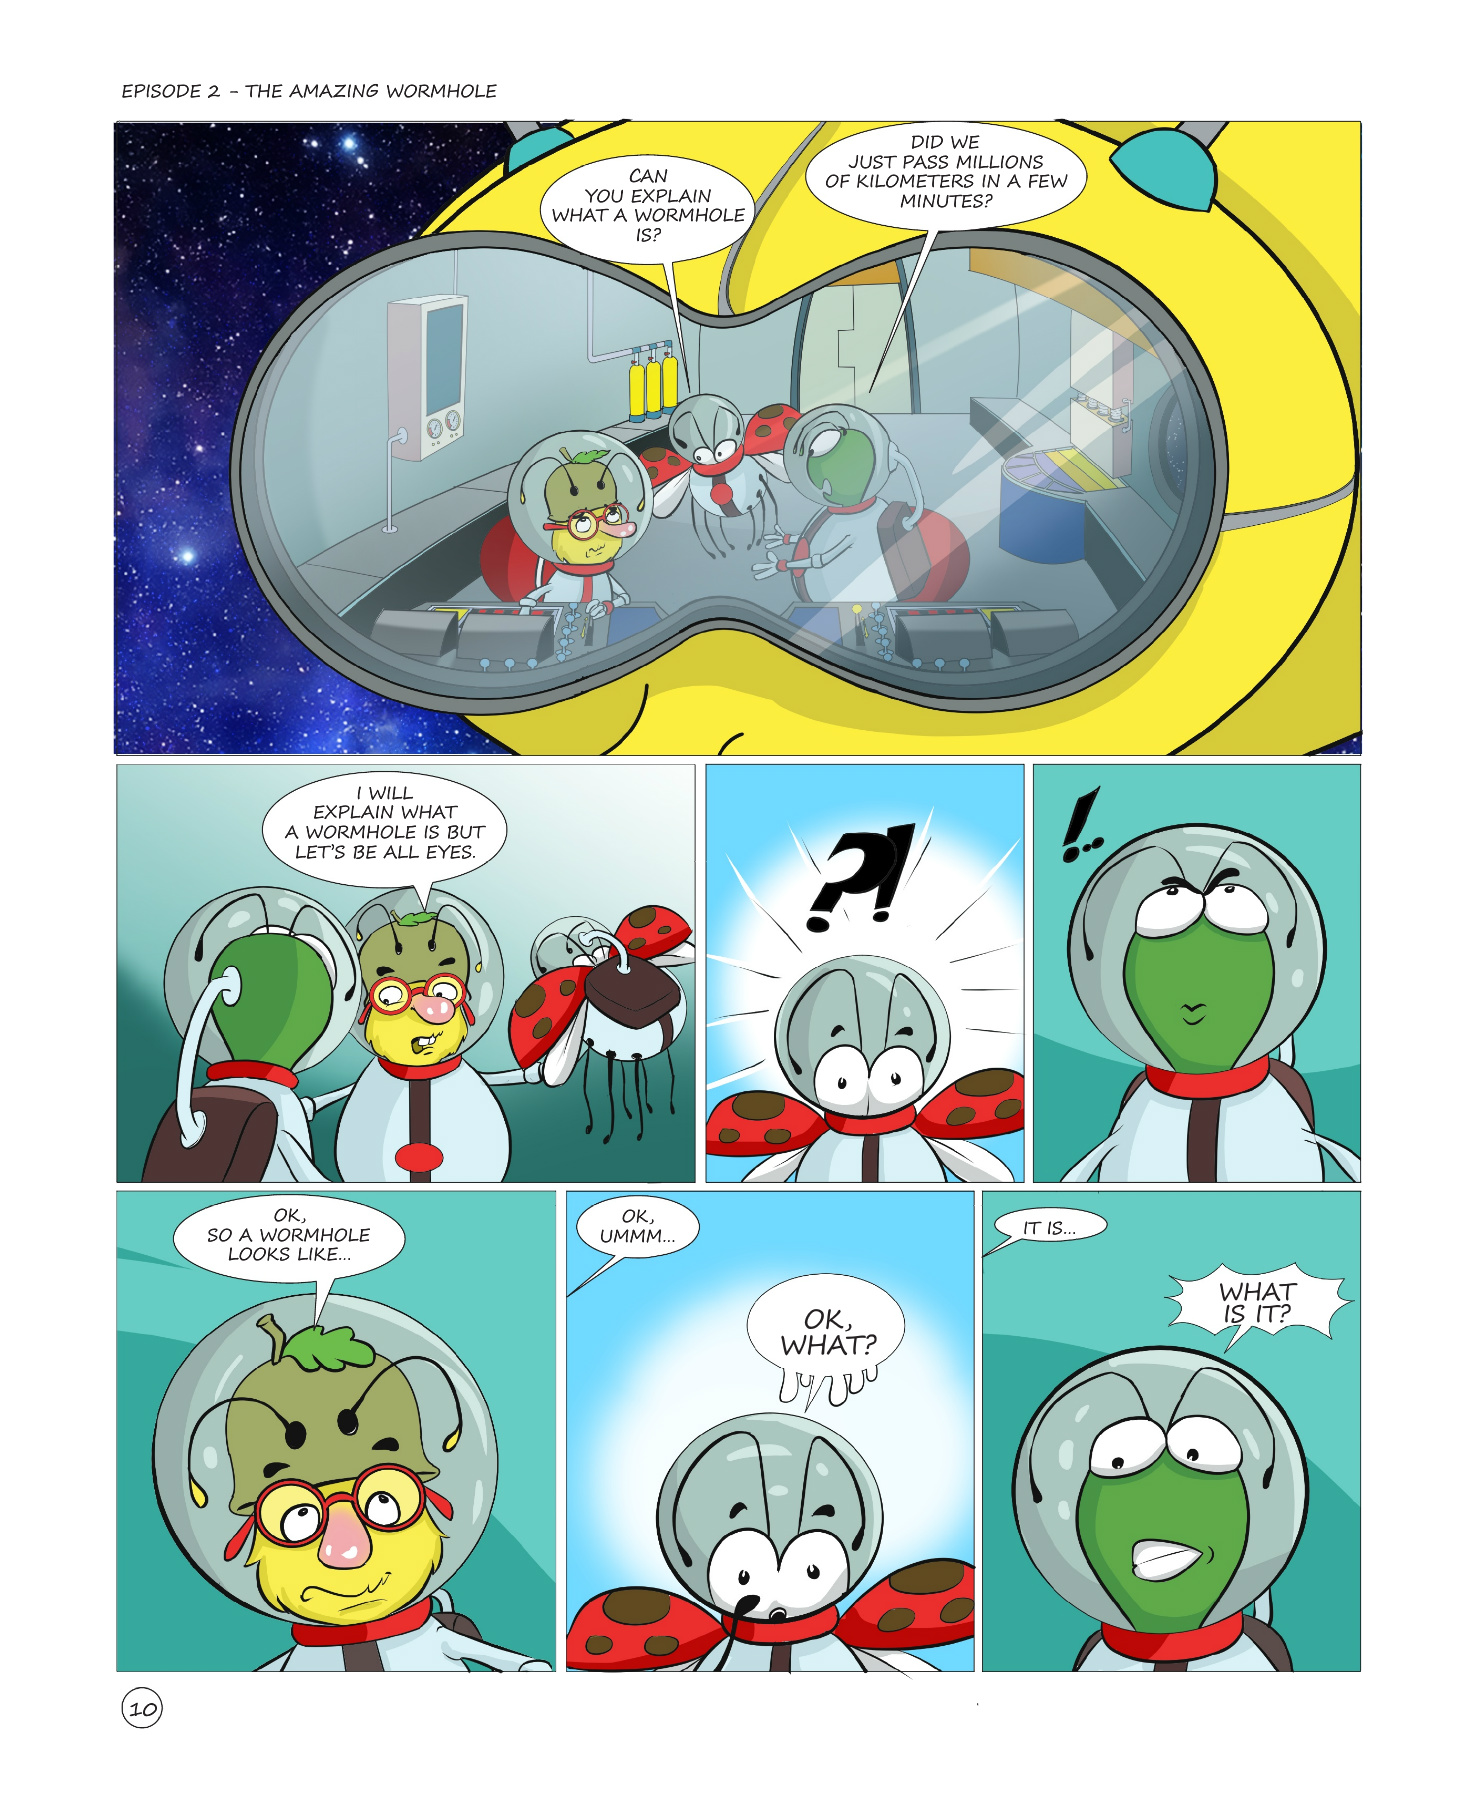 EPISODE 2 - THE AMAZING WORMHOLE
CAN
YOU EXPLAIN
WHAT A WORMHOLE
IS?
DID WE
JUST PASS MILLIONS
OF KILOMETERS IN A FEW
MINUTES?
I WILL
EXPLAIN WHAT
A WORMHOLE IS BUT
LET'S BE ALL EYES.
?!
!..
OK,
SO A WORMHOLE
LOOKS LIKE...
OK,
UMMM...
OK,
WHAT?
IT IS...
WHAT
IS IT?
10